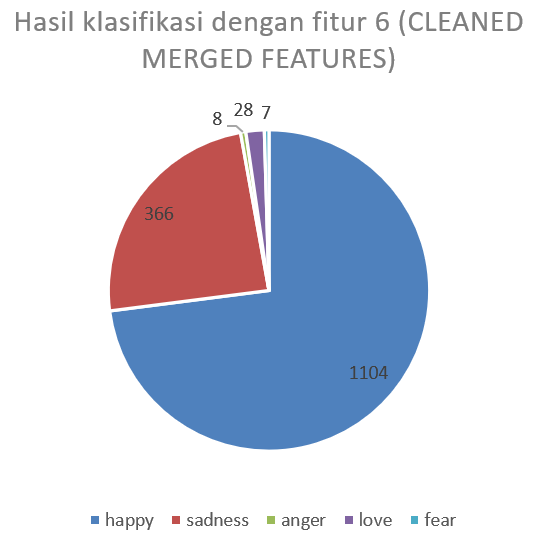 Hasil klasifikasi dengan fitur 6 (CLEANED
MERGED FEATURES)
8 28 7
366
1104
happy sadness anger love fear